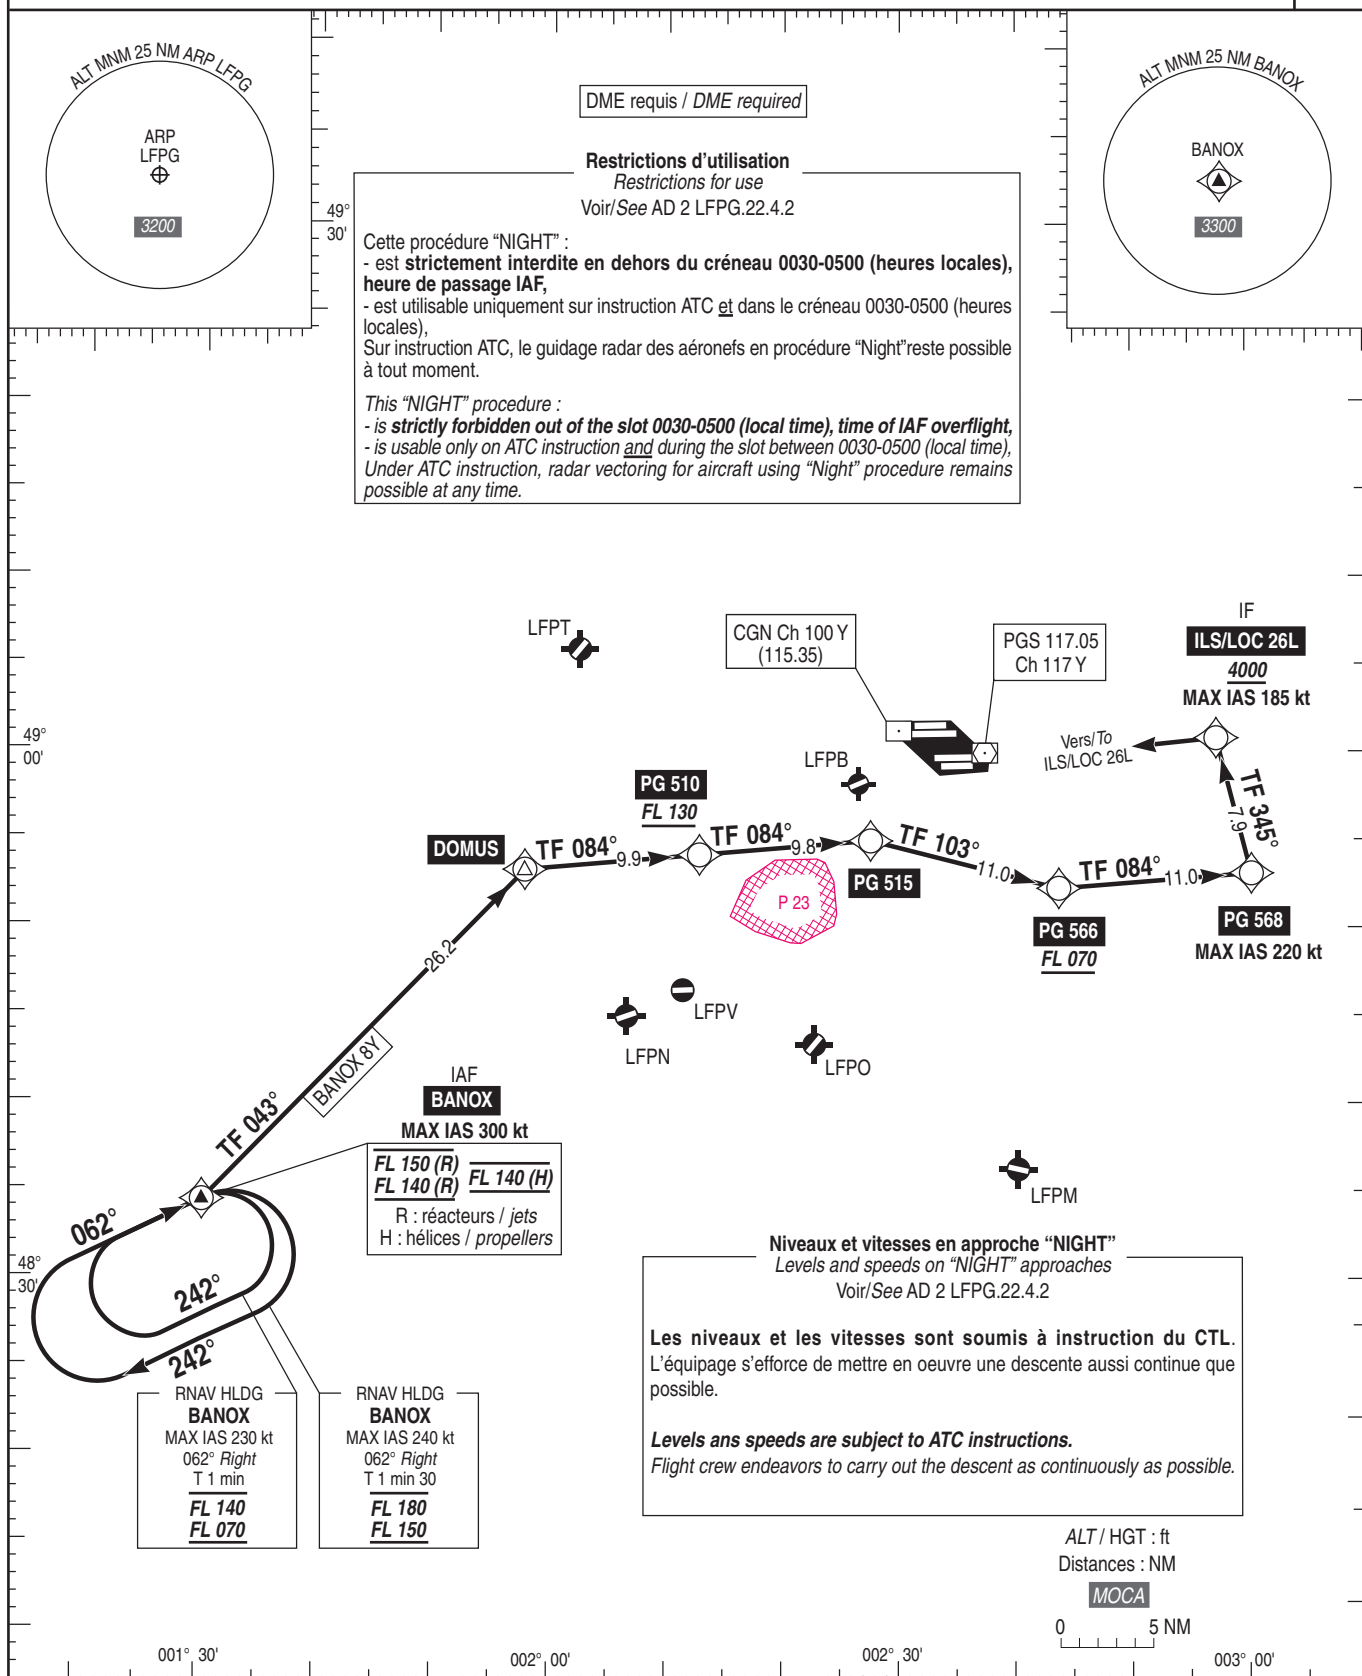 ALT MNM 25 NM ARP LFPG
ARP
LFPG
3200
DME requis / DME required
ALT MNM 25 NM BANOX
BANOX
3300
Restrictions d'utilisation
Restrictions for use
Voir/See AD 2 LFPG.22.4.2
Cette procédure “NIGHT” :
- est strictement interdite en dehors du créneau 0030-0500 (heures locales),
heure de passage IAF,
- est utilisable uniquement sur instruction ATC et dans le créneau 0030-0500 (heures
locales),
Sur instruction ATC, le guidage radar des aéronefs en procédure “Night”reste possible
à tout moment.
This “NIGHT” procedure :
- is strictly forbidden out of the slot 0030-0500 (local time), time of IAF overflight,
- is usable only on ATC instruction and during the slot between 0030-0500 (local time),
Under ATC instruction, radar vectoring for aircraft using “Night” procedure remains
possible at any time.
49°
30'
LFPT
CGN Ch 100 Y
(115.35)
PGS 117.05
Ch 117 Y
IF
ILS/LOC 26L
4000
MAX IAS 185 kt
49°
00'
Vers/To
ILS/LOC 26L
LFPB
PG 510
FL 130
TF 345°
7.9
DOMUS
TF 084°
9.9
TF 084°
9.8
TF 103°
11.0
TF 084°
11.0
PG 515
P 23
PG 566
FL 070
PG 568
MAX IAS 220 kt
26.2
LFPV
LFPN
LFPO
BANOX 8Y
TF 043°
IAF
BANOX
MAX IAS 300 kt
FL 150 (R)
FL 140 (R)
FL 140 (H)
R : réacteurs / jets
H : hélices / propellers
LFPM
062°
242°
242°
48°
30'
RNAV HLDG
BANOX
MAX IAS 230 kt
062° Right
T 1 min
FL 140
FL 070
RNAV HLDG
BANOX
MAX IAS 240 kt
062° Right
T 1 min 30
FL 180
FL 150
Niveaux et vitesses en approche “NIGHT”
Levels and speeds on “NIGHT” approaches
Voir/See AD 2 LFPG.22.4.2
Les niveaux et les vitesses sont soumis à instruction du CTL.
L'équipage s'efforce de mettre en oeuvre une descente aussi continue que
possible.
Levels ans speeds are subject to ATC instructions.
Flight crew endeavors to carry out the descent as continuously as possible.
ALT / HGT : ft
Distances : NM
MOCA
0 5 NM
001° 30'
002° 00'
002° 30'
003° 00'